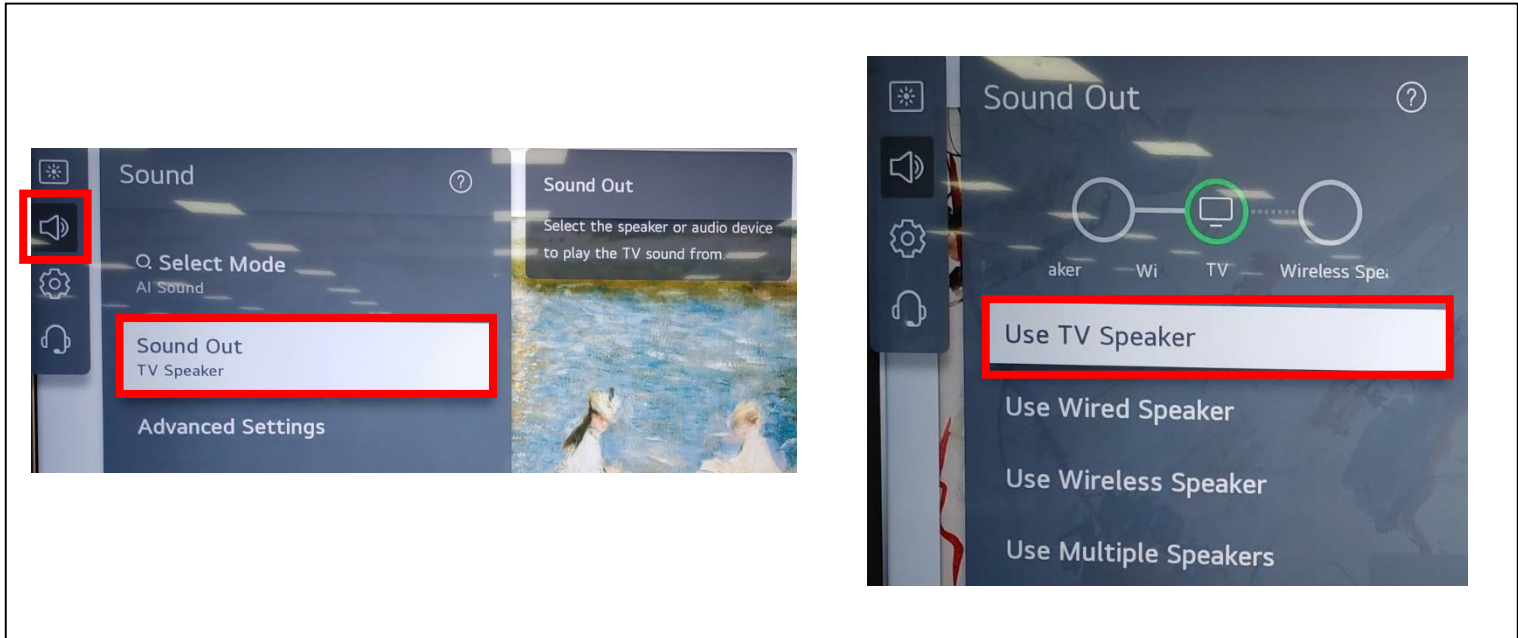 Sound
Select Mode
AI Sound
Sound Out
TV Speaker
Advanced Settings
Sound Out
Select the speaker or audio device
to play the TV sound from.
Sound Out
aker Wi TV Wireless Spea
Use TV Speaker
Use Wired Speaker
Use Wireless Speaker
Use Multiple Speakers